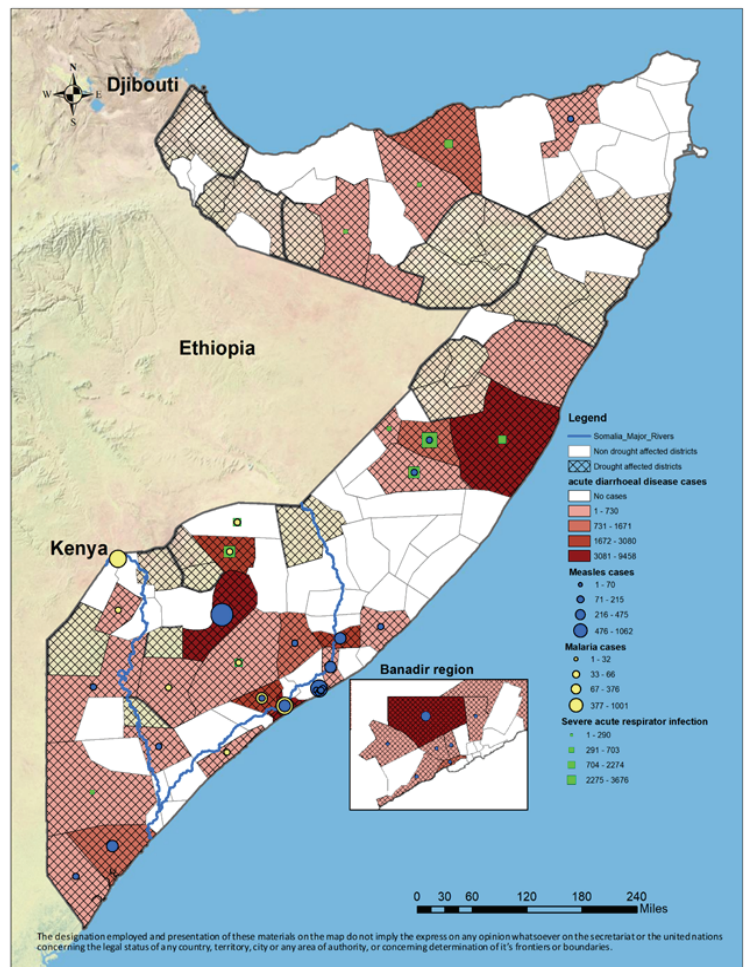 N
W E
S
Djibouti
Ethiopia
Kenya
Legend
Somalia_Major_Rivers
Non drought affected districts
Drought affected districts
acute diarrhoeal disease cases
No cases
1 - 730
731 - 1671
1672 - 3080
3081 - 9458
Measles cases
1 - 70
71 - 215
216 - 475
476 - 1062
Malaria cases
1 - 32
33 - 66
67 - 376
377 - 1001
Severe acute respirator infection
1 - 290
291 - 703
704 - 2274
2275 - 3676
Banadir region
0 30 60 120 180 240
Miles
The designation employed and presentation of these materials on the map do not imply the express on any opinion whatsoever on the secretariat or the united nations
concerning the legal status of any country, territory, city or any area of authority, or concerning determination of it's frontiers or boundaries.